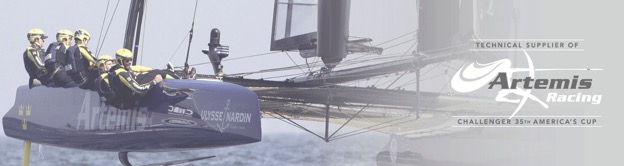 Artemis
ULYSSE NARDIN
TECHNICAL SUPPLIER OF
Artemis
Racing
CHALLENGER 35TH AMERICA'S CUP